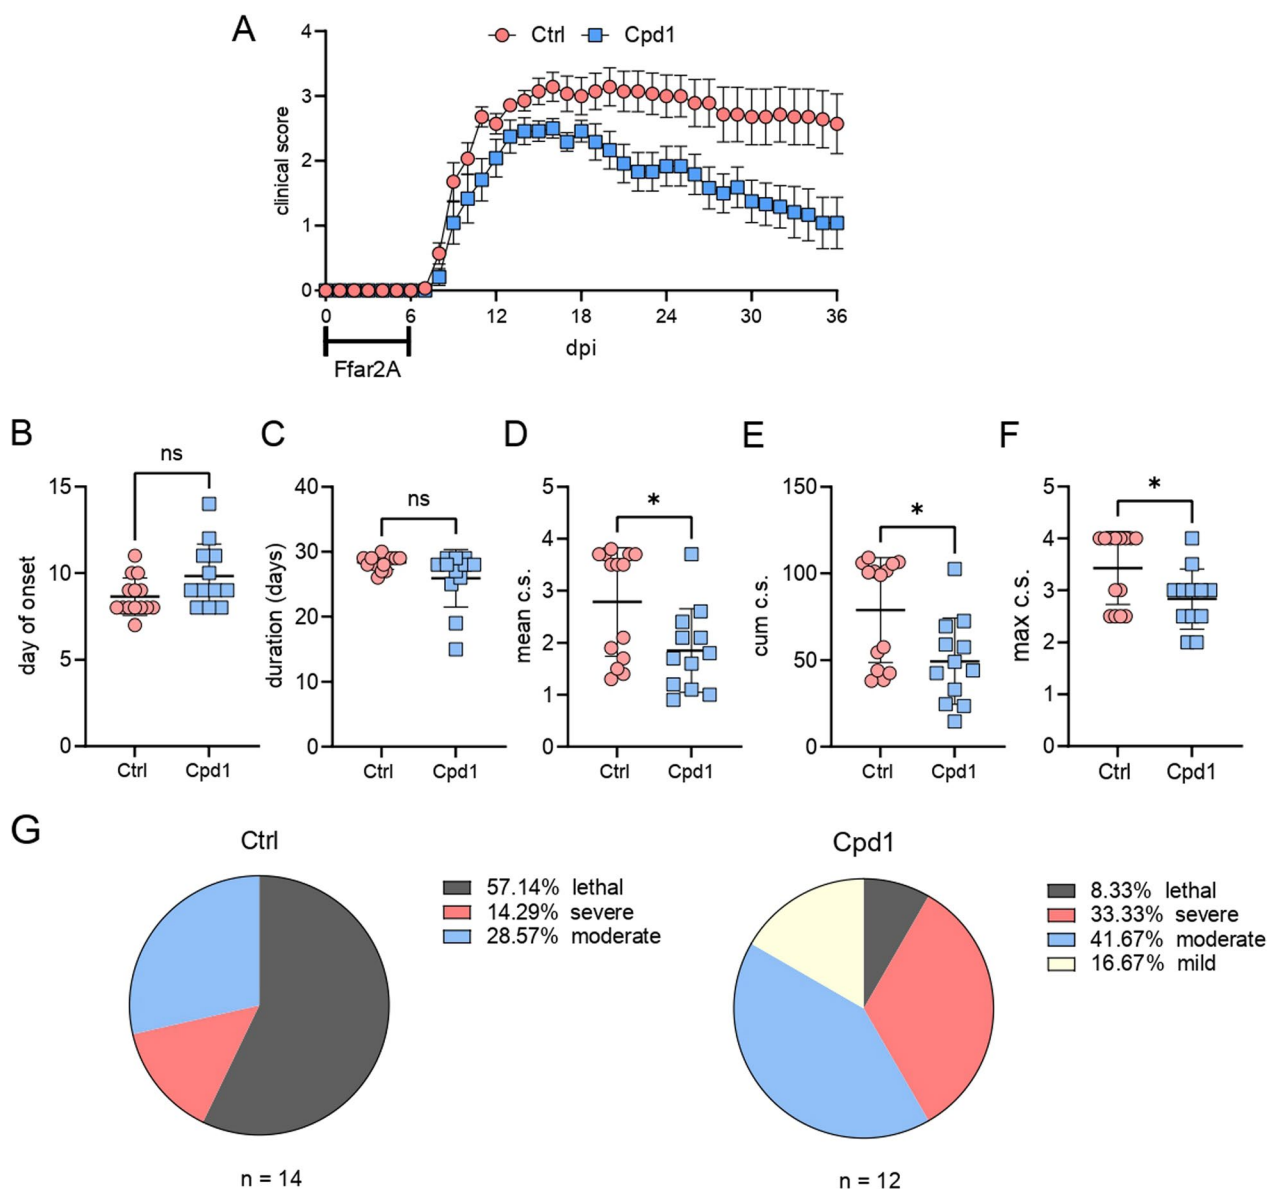 A
Ctrl Cpd1
4
3
2
1
0
clinical score
0 6 12 18 24 30 36
dpi
Ffar2A
B
ns
15
10
5
0
day of onset
Ctrl Cpd1
C
ns
40
30
20
10
0
duration (days)
Ctrl Cpd1
D
*
5
4
3
2
1
0
mean c.s.
Ctrl Cpd1
E
*
150
100
50
0
cum c.s.
Ctrl Cpd1
F
*
5
4
3
2
1
0
max c.s.
Ctrl Cpd1
G
Ctrl
57.14% lethal
14.29% severe
28.57% moderate
n = 14
Cpd1
8.33% lethal
33.33% severe
41.67% moderate
16.67% mild
n = 12